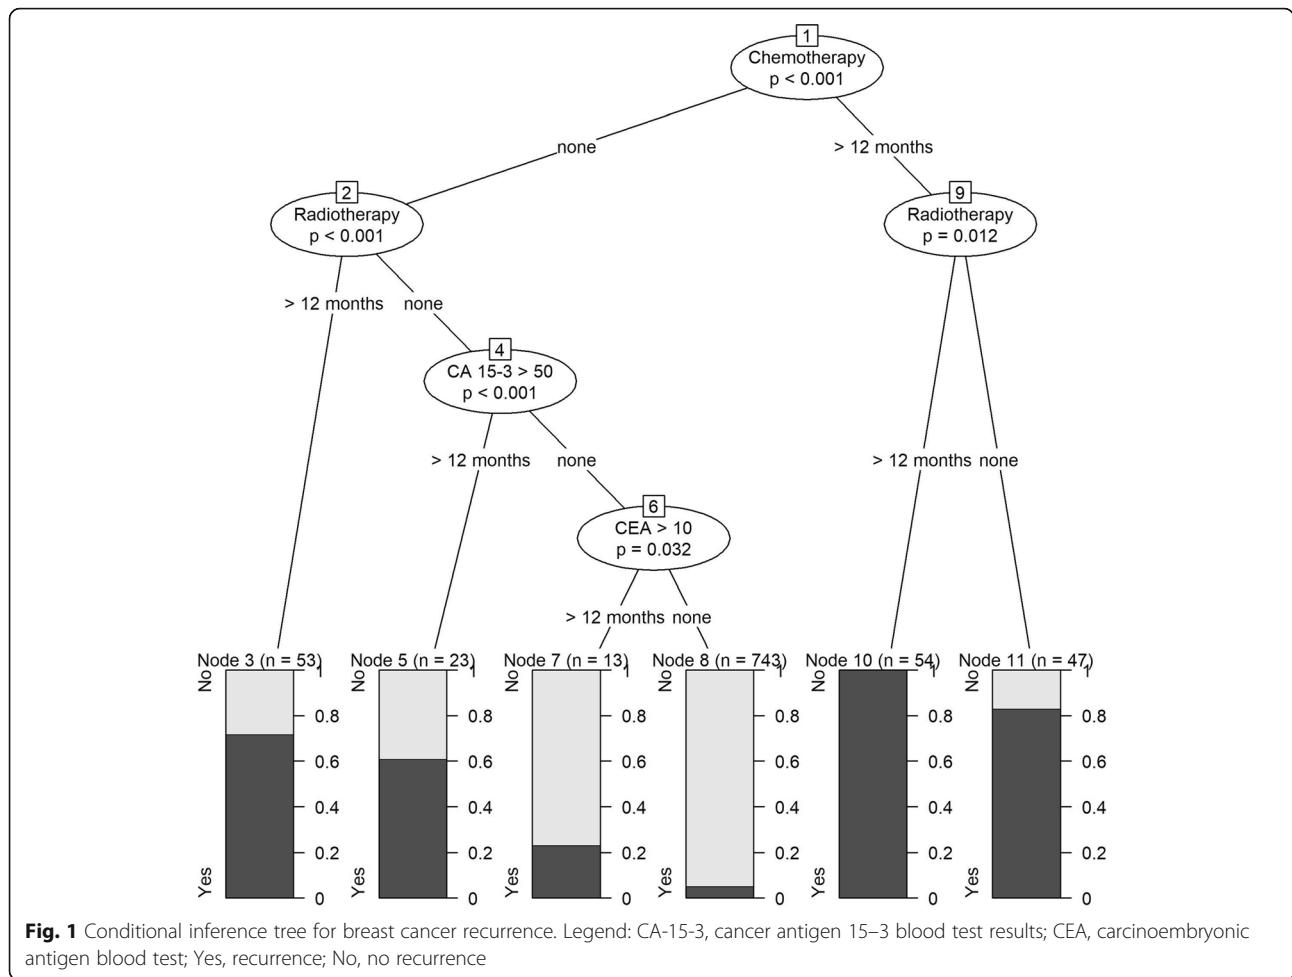 1
Chemotherapy
p < 0.001
none
> 12 months
2
Radiotherapy
p < 0.001
9
Radiotherapy
p = 0.012
> 12 months
none
4
CA 15-3 > 50
p < 0.001
> 12 months
none
> 12 months
none
6
CEA > 10
p = 0.032
> 12 months
none
Node 3 (n = 53)
No
Yes
1
0.8
0.6
0.4
0.2
0
Node 5 (n = 23)
No
Yes
1
0.8
0.6
0.4
0.2
0
Node 7 (n = 13)
No
Yes
1
0.8
0.6
0.4
0.2
0
Node 8 (n = 743)
No
Yes
1
0.8
0.6
0.4
0.2
0
Node 10 (n = 54)
No
Yes
1
0.8
0.6
0.4
0.2
0
Node 11 (n = 47)
No
Yes
1
0.8
0.6
0.4
0.2
0
Fig. 1 Conditional inference tree for breast cancer recurrence. Legend: CA-15-3, cancer antigen 15–3 blood test results; CEA, carcinoembryonic
antigen blood test; Yes, recurrence; No, no recurrence